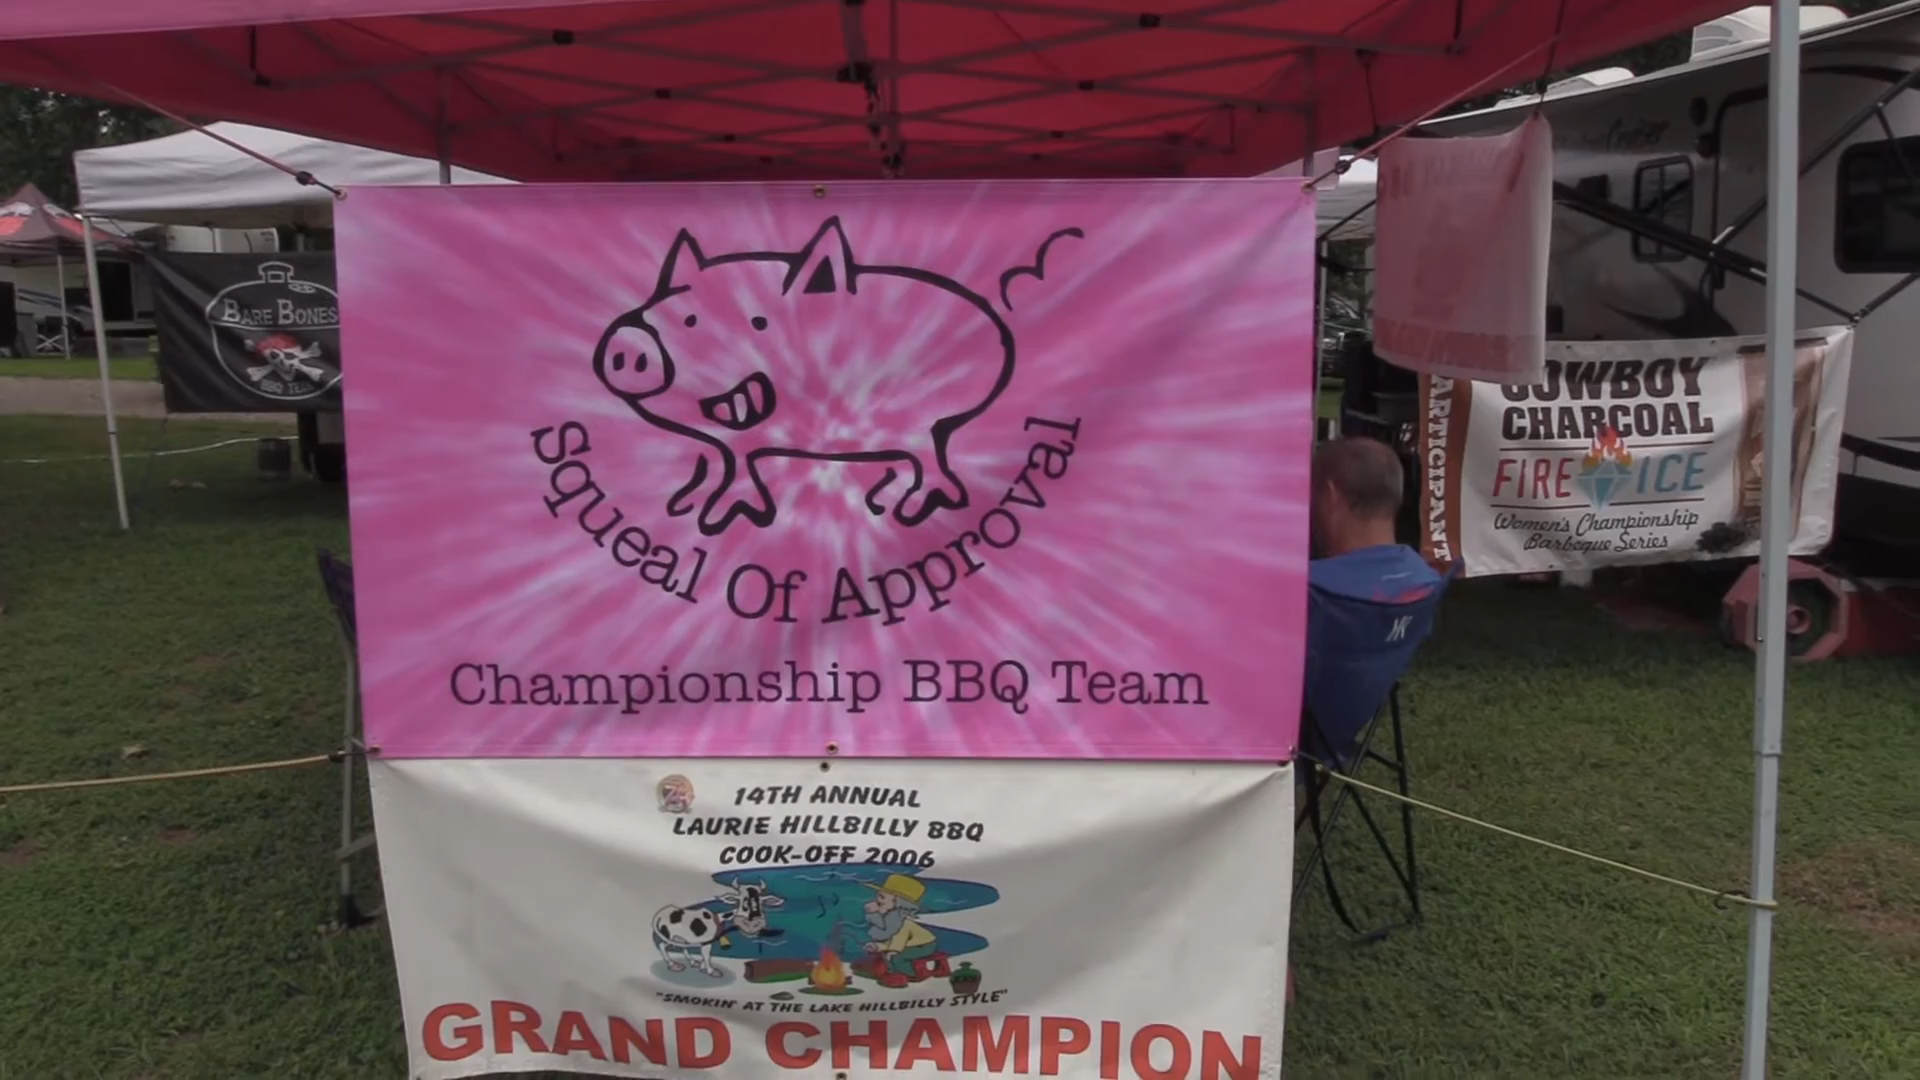 Squeal Of Approval
Championship BBQ Team
14TH ANNUAL
LAURIE HILLBILLY BBQ
COOK-OFF 2006
"SMOKIN' AT THE LAKE HILLBILLY STYLE"
GRAND CHAMPION
BARE BONES
BBQ TEAM
COWBOY
CHARCOAL
FIRE ICE
Women's Championship
Barbeque Series
PARTICIPANT